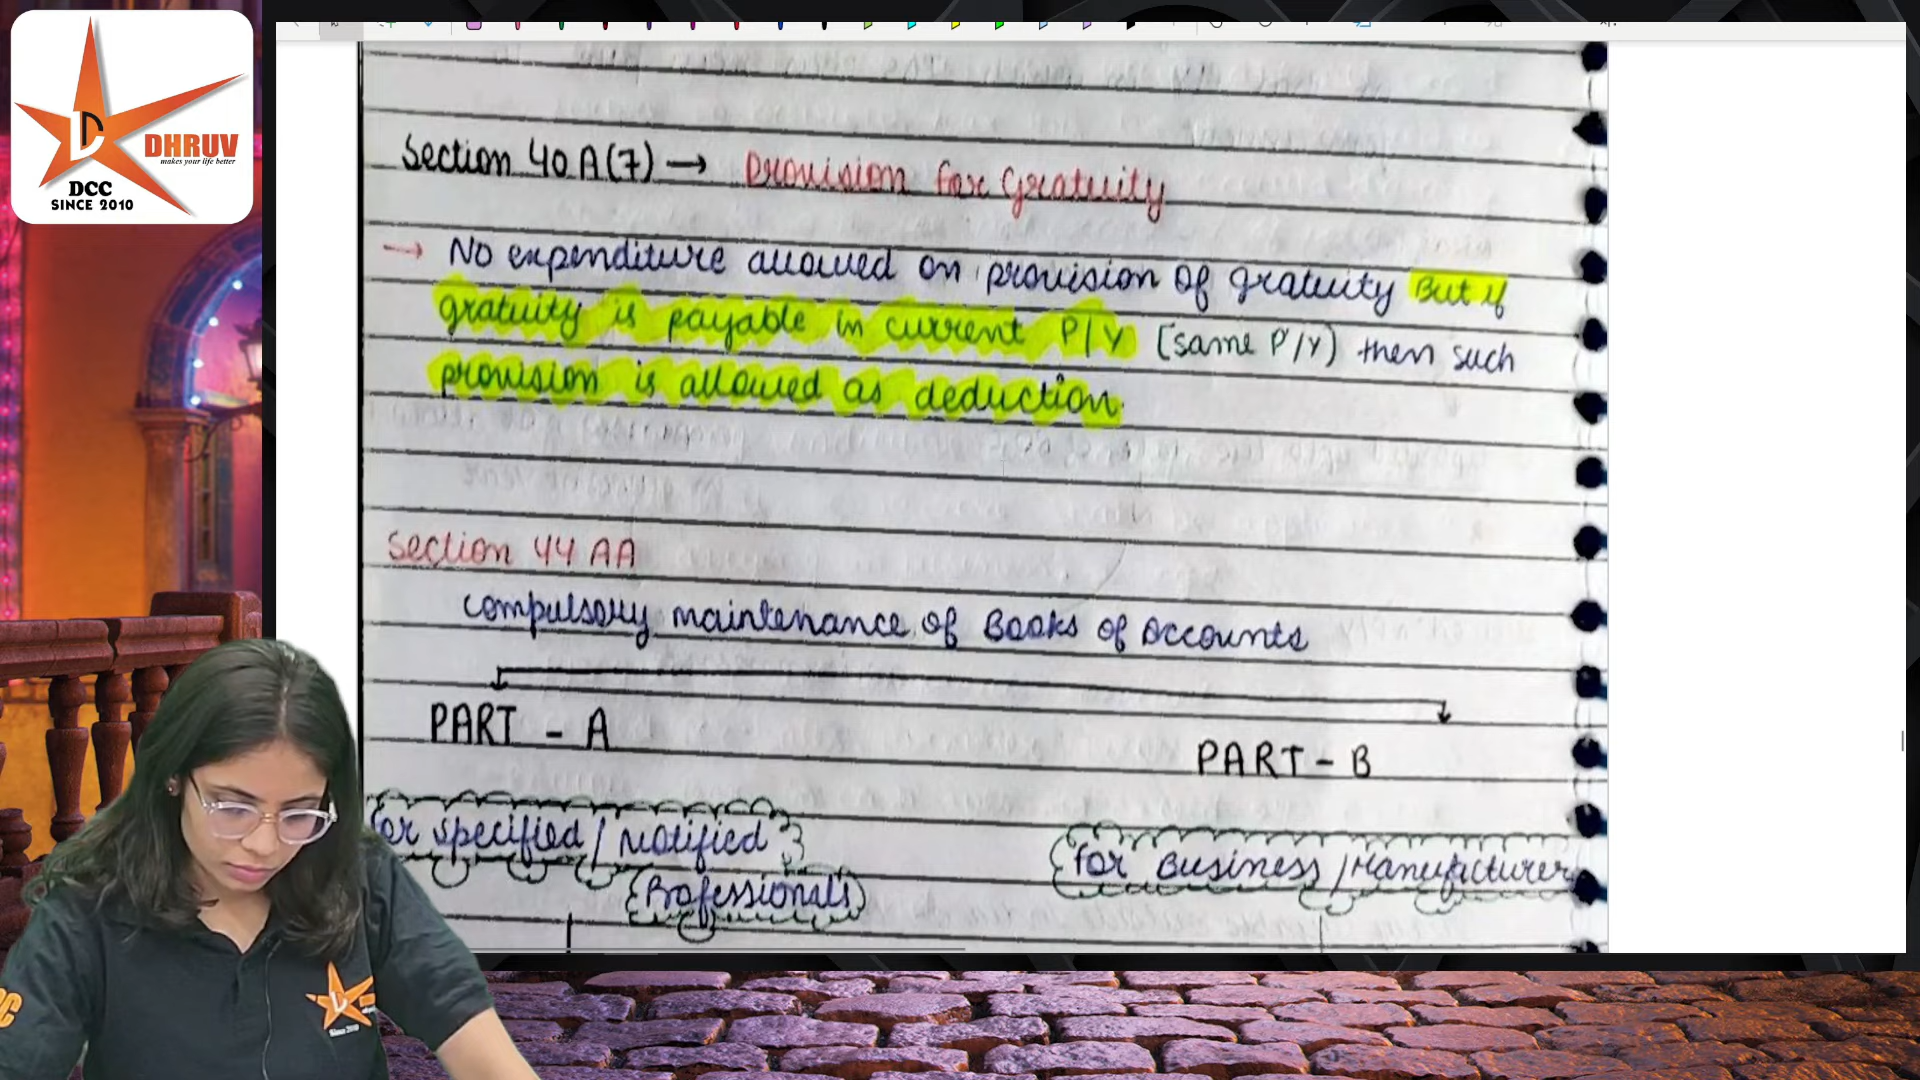 DHRUV
makes your life better
DCC
SINCE 2010
Section 40 A(7) → Provision for Gratuity
→ No expenditure allowed on provision of gratuity But if
gratuity is payable in current P/Y (same P/Y) then such
provision is allowed as deduction.
Section 44 AA
compulsory maintenance of Books of Accounts
PART - A
PART - B
for specified / Notified
Professionals
for Business / Manufacturer
Since 2010